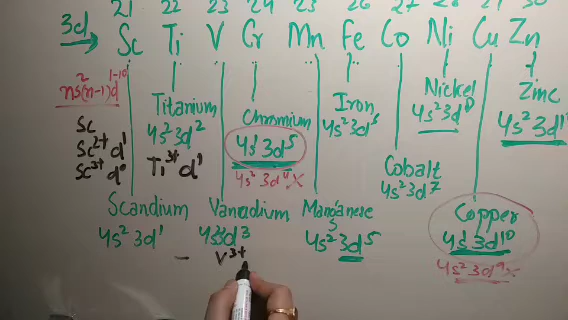 21 22 23 24 25 26 27 28 29 30
3d → Sc Ti V Cr Mn Fe Co Ni Cu Zn
ns²(n-1)d¹⁻¹⁰
Sc
Sc²⁺ d¹
Sc³⁺ d⁰
Titanium
4s² 3d²
Ti³⁺ d¹
Chromium
4s¹ 3d⁵
4s² 3d⁴ x
Iron
4s² 3d⁶
Nickel
4s² 3d⁸
Zinc
4s² 3d¹⁰
Cobalt
4s² 3d⁷
Scandium
4s² 3d¹
Vanadium
4s² 3d³
V³⁺
Manganese
4s² 3d⁵
Copper
4s¹ 3d¹⁰
4s² 3d⁹ x